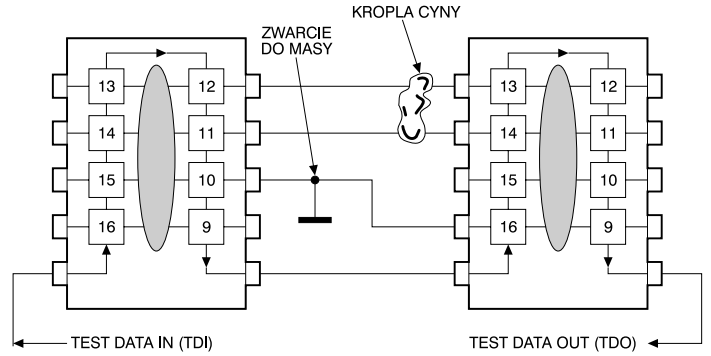 KROPLA CYNY
ZWARCIE
DO MASY
13 12 13 12
14 11 14 11
15 10 15 10
16 9 16 9
TEST DATA IN (TDI) TEST DATA OUT (TDO)